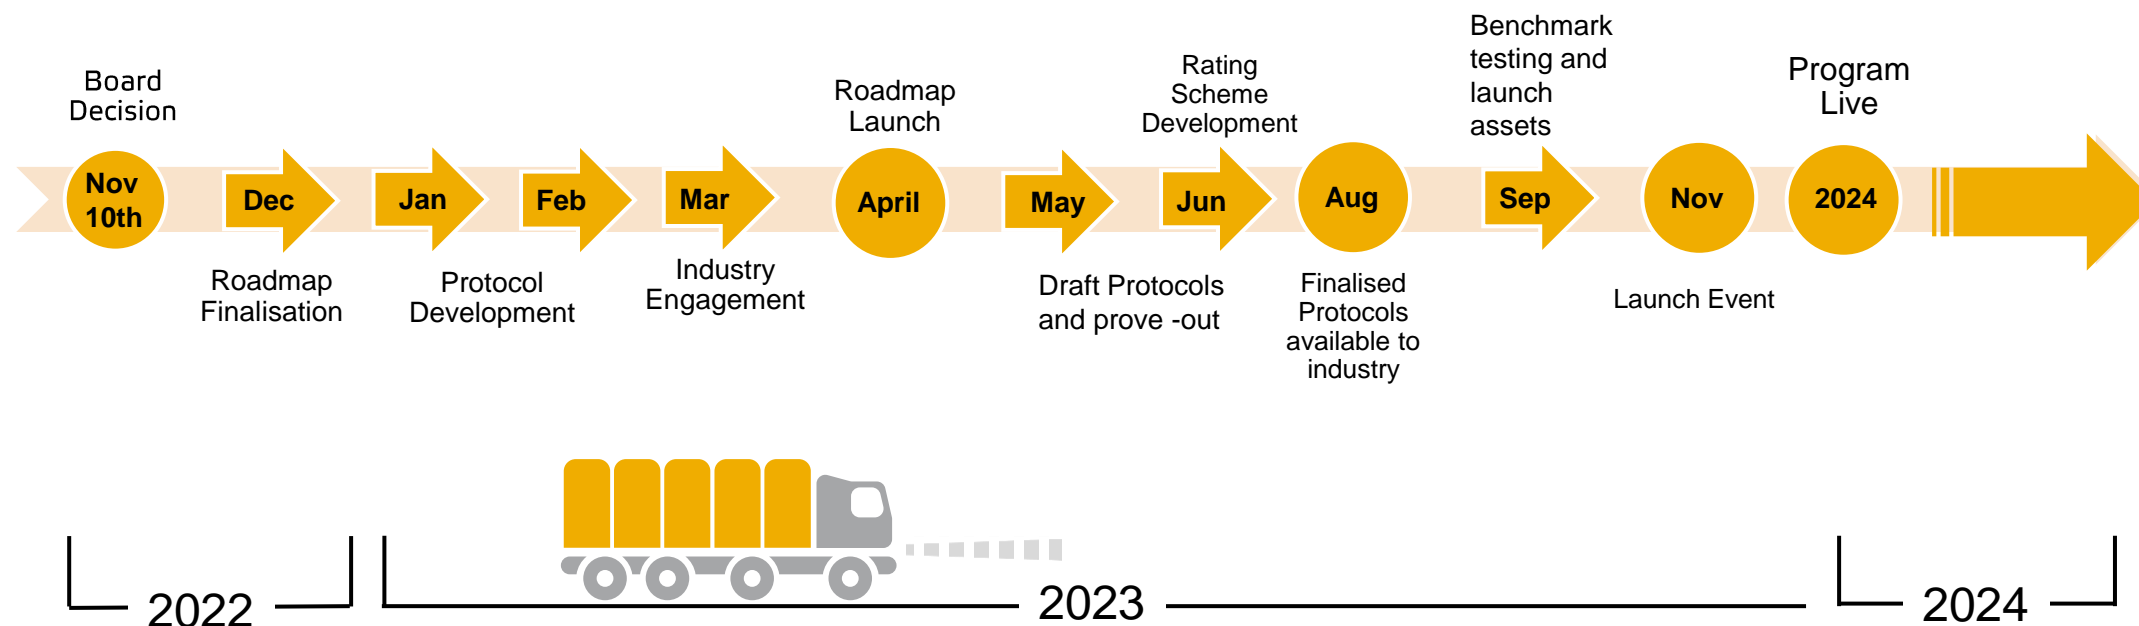 Board
Decision
Roadmap
Launch
Rating
Scheme
Development
Benchmark
testing and
launch
assets
Program
Live
Nov
10th
Dec
Jan
Feb
Mar
April
May
Jun
Aug
Sep
Nov
2024
Roadmap
Finalisation
Protocol
Development
Industry
Engagement
Draft Protocols
and prove -out
Finalised
Protocols
available to
industry
Launch Event
2022
2023
2024